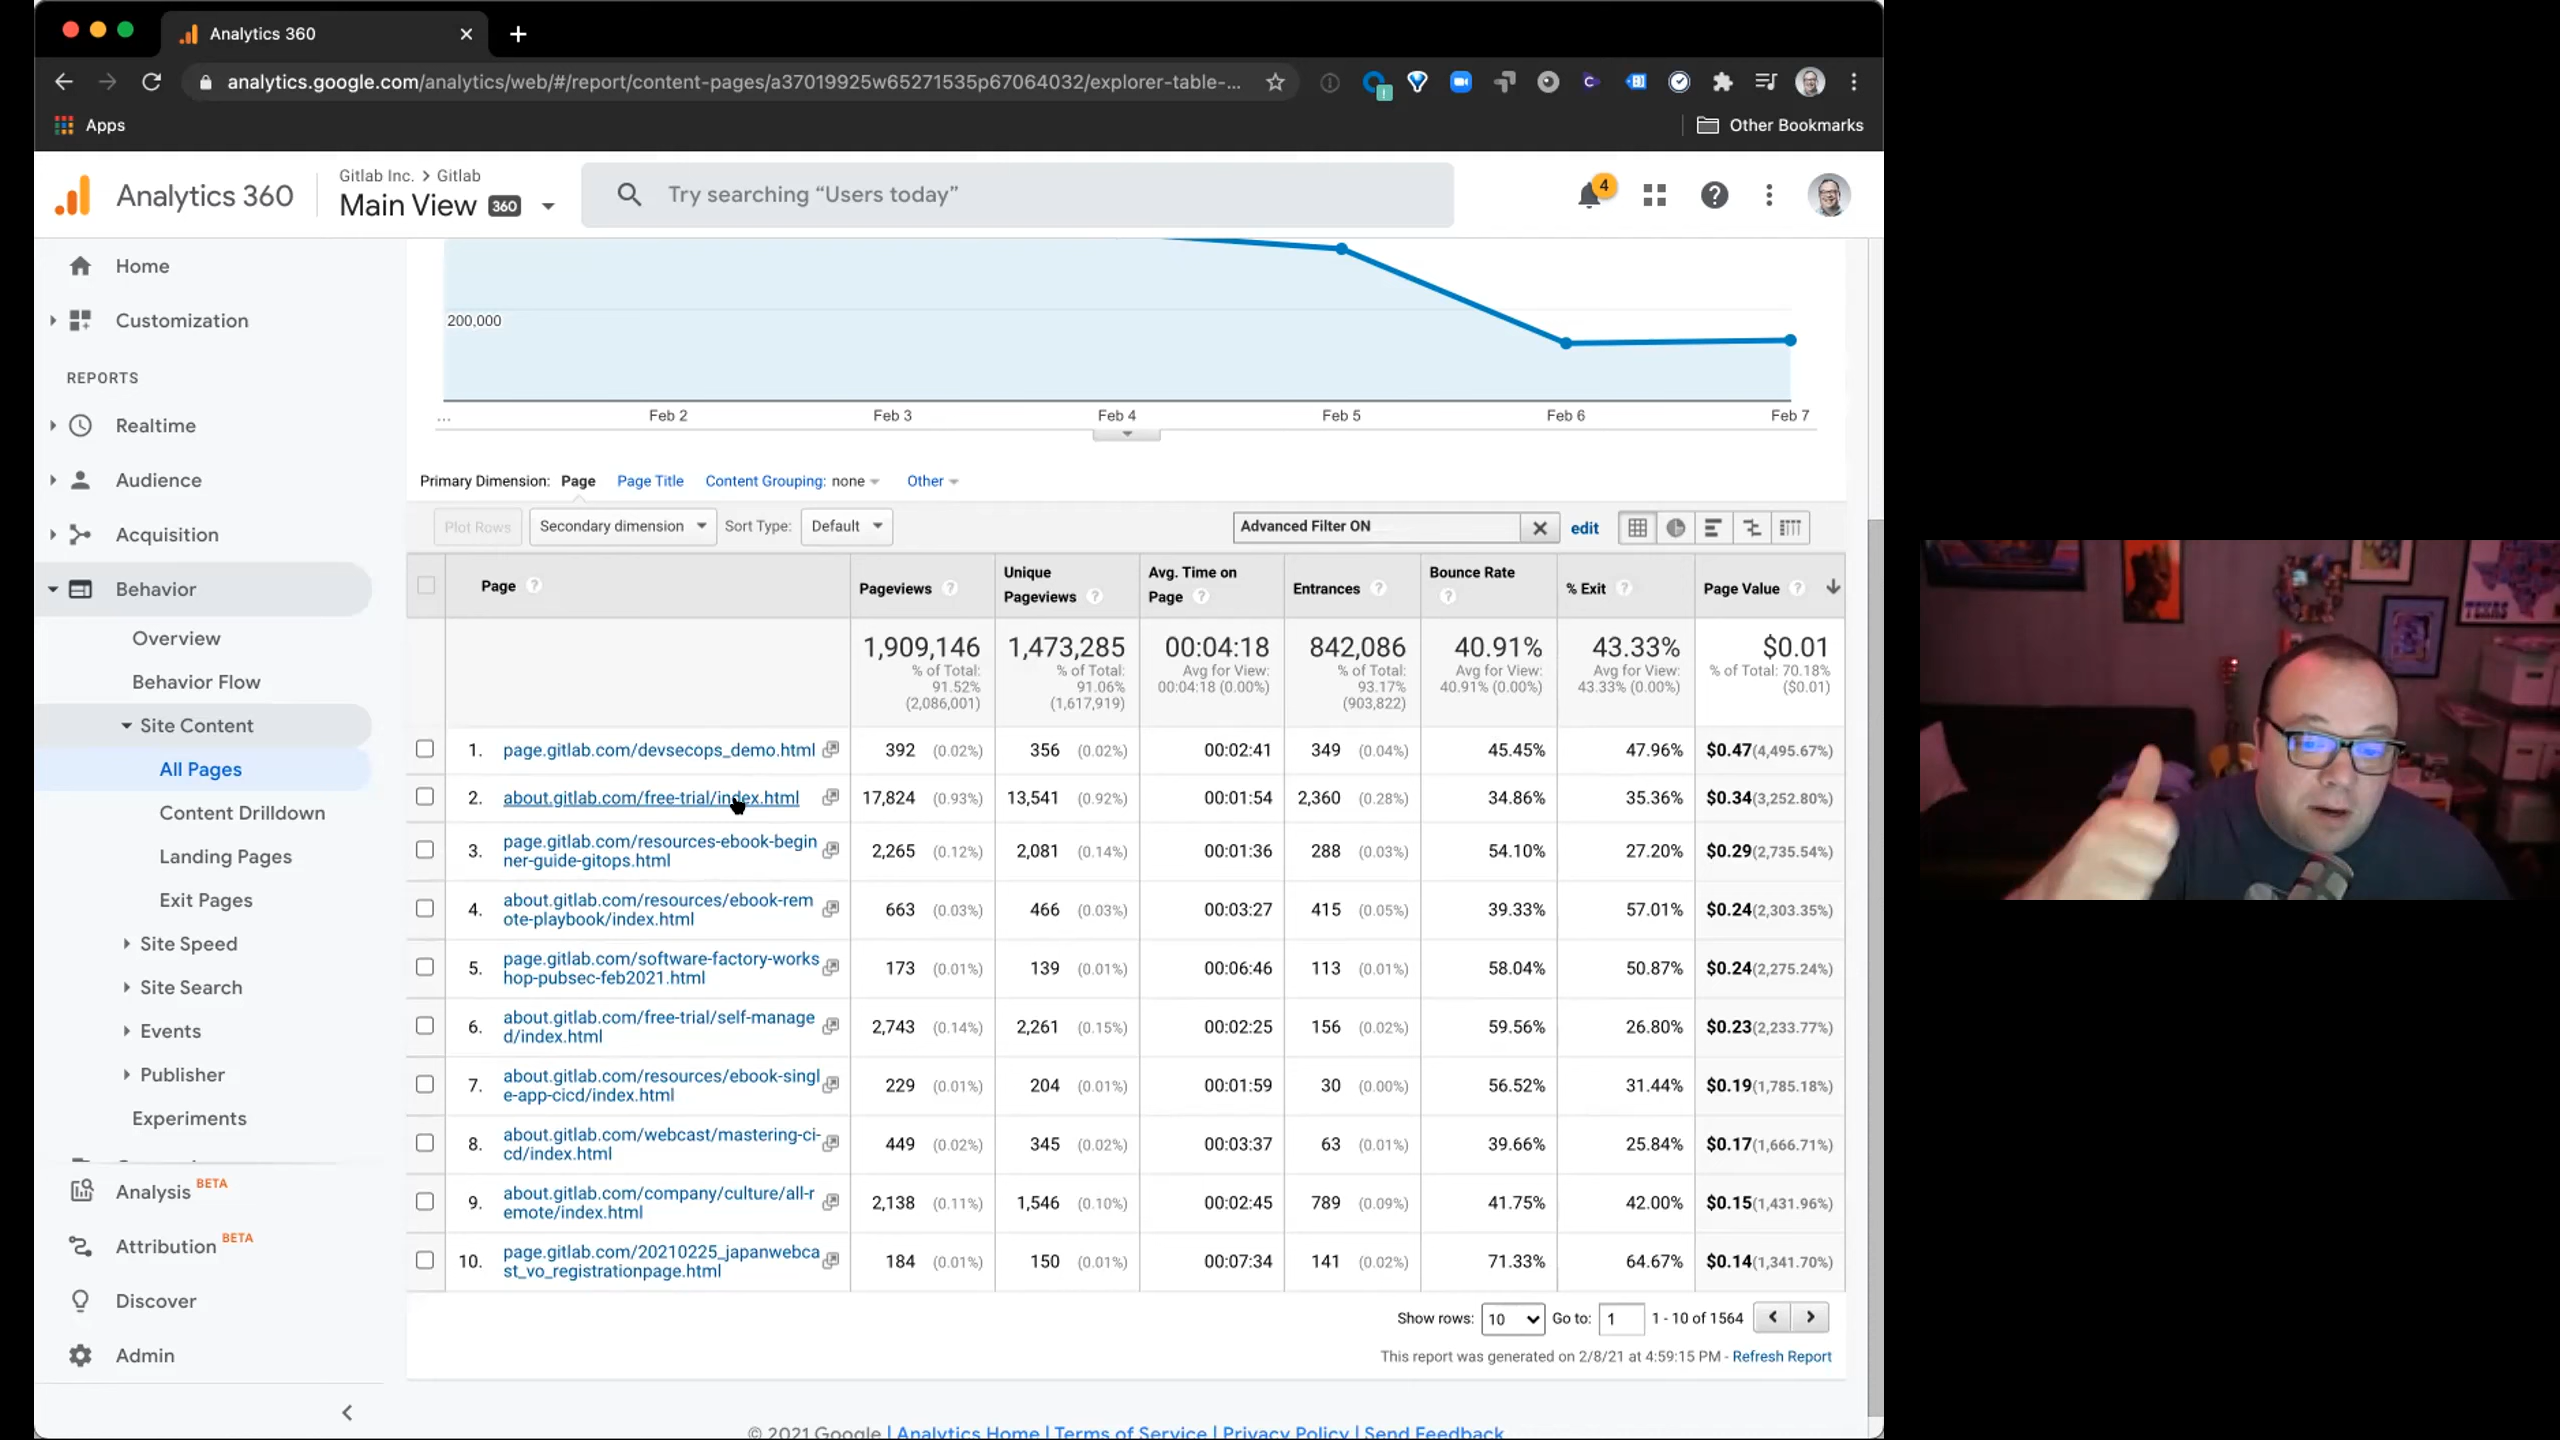 Analytics 360
analytics.google.com/analytics/web/#/report/content-pages/a37019925w65271535p67064032/explorer-table-...
Apps
Other Bookmarks
Analytics 360
Gitlab Inc. > Gitlab
Main View 360
Try searching “Users today”
4
Home
Customization
REPORTS
Realtime
Audience
Acquisition
Behavior
Overview
Behavior Flow
Site Content
All Pages
Content Drilldown
Landing Pages
Exit Pages
Site Speed
Site Search
Events
Publisher
Experiments
Analysis BETA
Attribution BETA
Discover
Admin
200,000
... Feb 2 Feb 3 Feb 4 Feb 5 Feb 6 Feb 7
Primary Dimension: Page Page Title Content Grouping: none Other
Plot Rows Secondary dimension Sort Type: Default Advanced Filter ON edit
Page Pageviews Unique Pageviews Avg. Time on Page Entrances Bounce Rate % Exit Page Value
1,909,146 1,473,285 00:04:18 842,086 40.91% 43.33% $0.01
% of Total: 91.52% (2,086,001) % of Total: 91.06% (1,617,919) Avg for View: 00:04:18 (0.00%) % of Total: 93.17% (903,822) Avg for View: 40.91% (0.00%) Avg for View: 43.33% (0.00%) % of Total: 70.18% ($0.01)
1. page.gitlab.com/devsecops_demo.html 392 (0.02%) 356 (0.02%) 00:02:41 349 (0.04%) 45.45% 47.96% $0.47(4,495.67%)
2. about.gitlab.com/free-trial/index.html 17,824 (0.93%) 13,541 (0.92%) 00:01:54 2,360 (0.28%) 34.86% 35.36% $0.34(3,252.80%)
3. page.gitlab.com/resources-ebook-begin
ner-guide-gitops.html 2,265 (0.12%) 2,081 (0.14%) 00:01:36 288 (0.03%) 54.10% 27.20% $0.29(2,735.54%)
4. about.gitlab.com/resources/ebook-rem
ote-playbook/index.html 663 (0.03%) 466 (0.03%) 00:03:27 415 (0.05%) 39.33% 57.01% $0.24(2,303.35%)
5. page.gitlab.com/software-factory-works
hop-pubsec-feb2021.html 173 (0.01%) 139 (0.01%) 00:06:46 113 (0.01%) 58.04% 50.87% $0.24(2,275.24%)
6. about.gitlab.com/free-trial/self-manage
d/index.html 2,743 (0.14%) 2,261 (0.15%) 00:02:25 156 (0.02%) 59.56% 26.80% $0.23(2,233.77%)
7. about.gitlab.com/resources/ebook-singl
e-app-cicd/index.html 229 (0.01%) 204 (0.01%) 00:01:59 30 (0.00%) 56.52% 31.44% $0.19(1,785.18%)
8. about.gitlab.com/webcast/mastering-ci-
cd/index.html 449 (0.02%) 345 (0.02%) 00:03:37 63 (0.01%) 39.66% 25.84% $0.17(1,666.71%)
9. about.gitlab.com/company/culture/all-r
emote/index.html 2,138 (0.11%) 1,546 (0.10%) 00:02:45 789 (0.09%) 41.75% 42.00% $0.15(1,431.96%)
10. page.gitlab.com/20210225_japanwebca
st_vo_registrationpage.html 184 (0.01%) 150 (0.01%) 00:07:34 141 (0.02%) 71.33% 64.67% $0.14(1,341.70%)
Show rows: 10 Go to: 1 1 - 10 of 1564
This report was generated on 2/8/21 at 4:59:15 PM - Refresh Report
© 2021 Google | Analytics Home | Terms of Service | Privacy Policy | Send Feedback
TEXAS